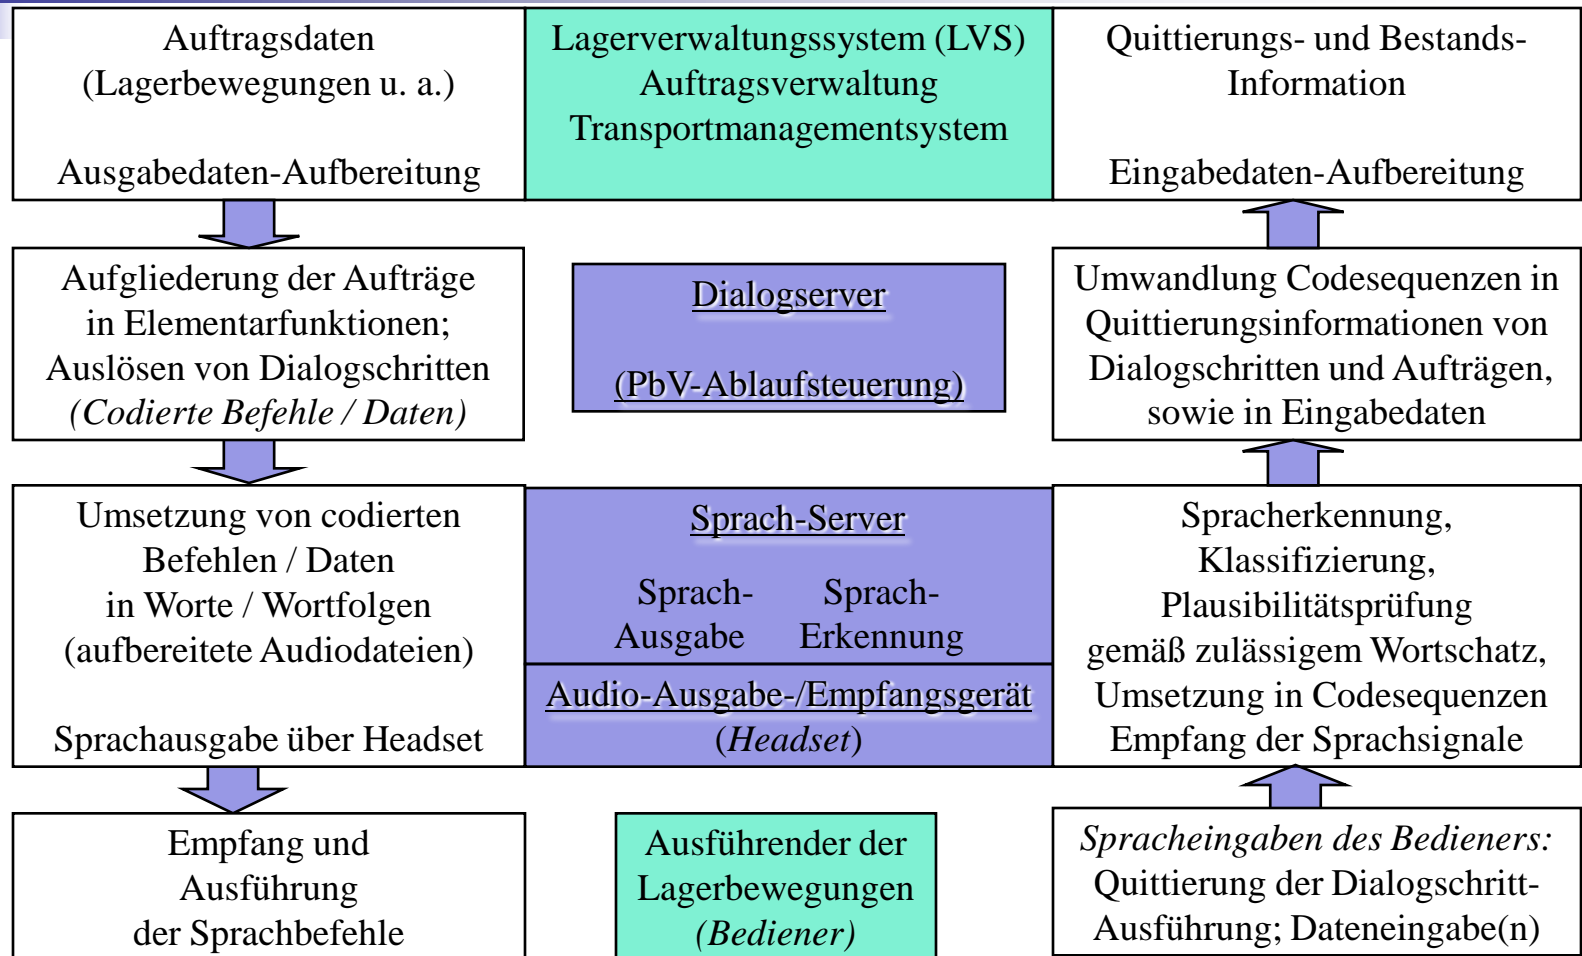 Auftragsdaten
(Lagerbewegungen u. a.)
Ausgabedaten-Aufbereitung
Lagerverwaltungssystem (LVS)
Auftragsverwaltung
Transportmanagementsystem
Quittierungs- und Bestands-
Information
Eingabedaten-Aufbereitung
Aufgliederung der Aufträge
in Elementarfunktionen;
Auslösen von Dialogschritten
(Codierte Befehle / Daten)
Dialogserver
(PbV-Ablaufsteuerung)
Umwandlung Codesequenzen in
Quittierungsinformationen von
Dialogschritten und Aufträgen,
sowie in Eingabedaten
Umsetzung von codierten
Befehlen / Daten
in Worte / Wortfolgen
(aufbereitete Audiodateien)
Sprachausgabe über Headset
Sprach-Server
Sprach- Sprach-
Ausgabe Erkennung
Audio-Ausgabe-/Empfangsgerät
(Headset)
Spracherkennung,
Klassifizierung,
Plausibilitätsprüfung
gemäß zulässigem Wortschatz,
Umsetzung in Codesequenzen
Empfang der Sprachsignale
Empfang und
Ausführung
der Sprachbefehle
Ausführender der
Lagerbewegungen
(Bediener)
Spracheingaben des Bedieners:
Quittierung der Dialogschritt-
Ausführung; Dateneingabe(n)